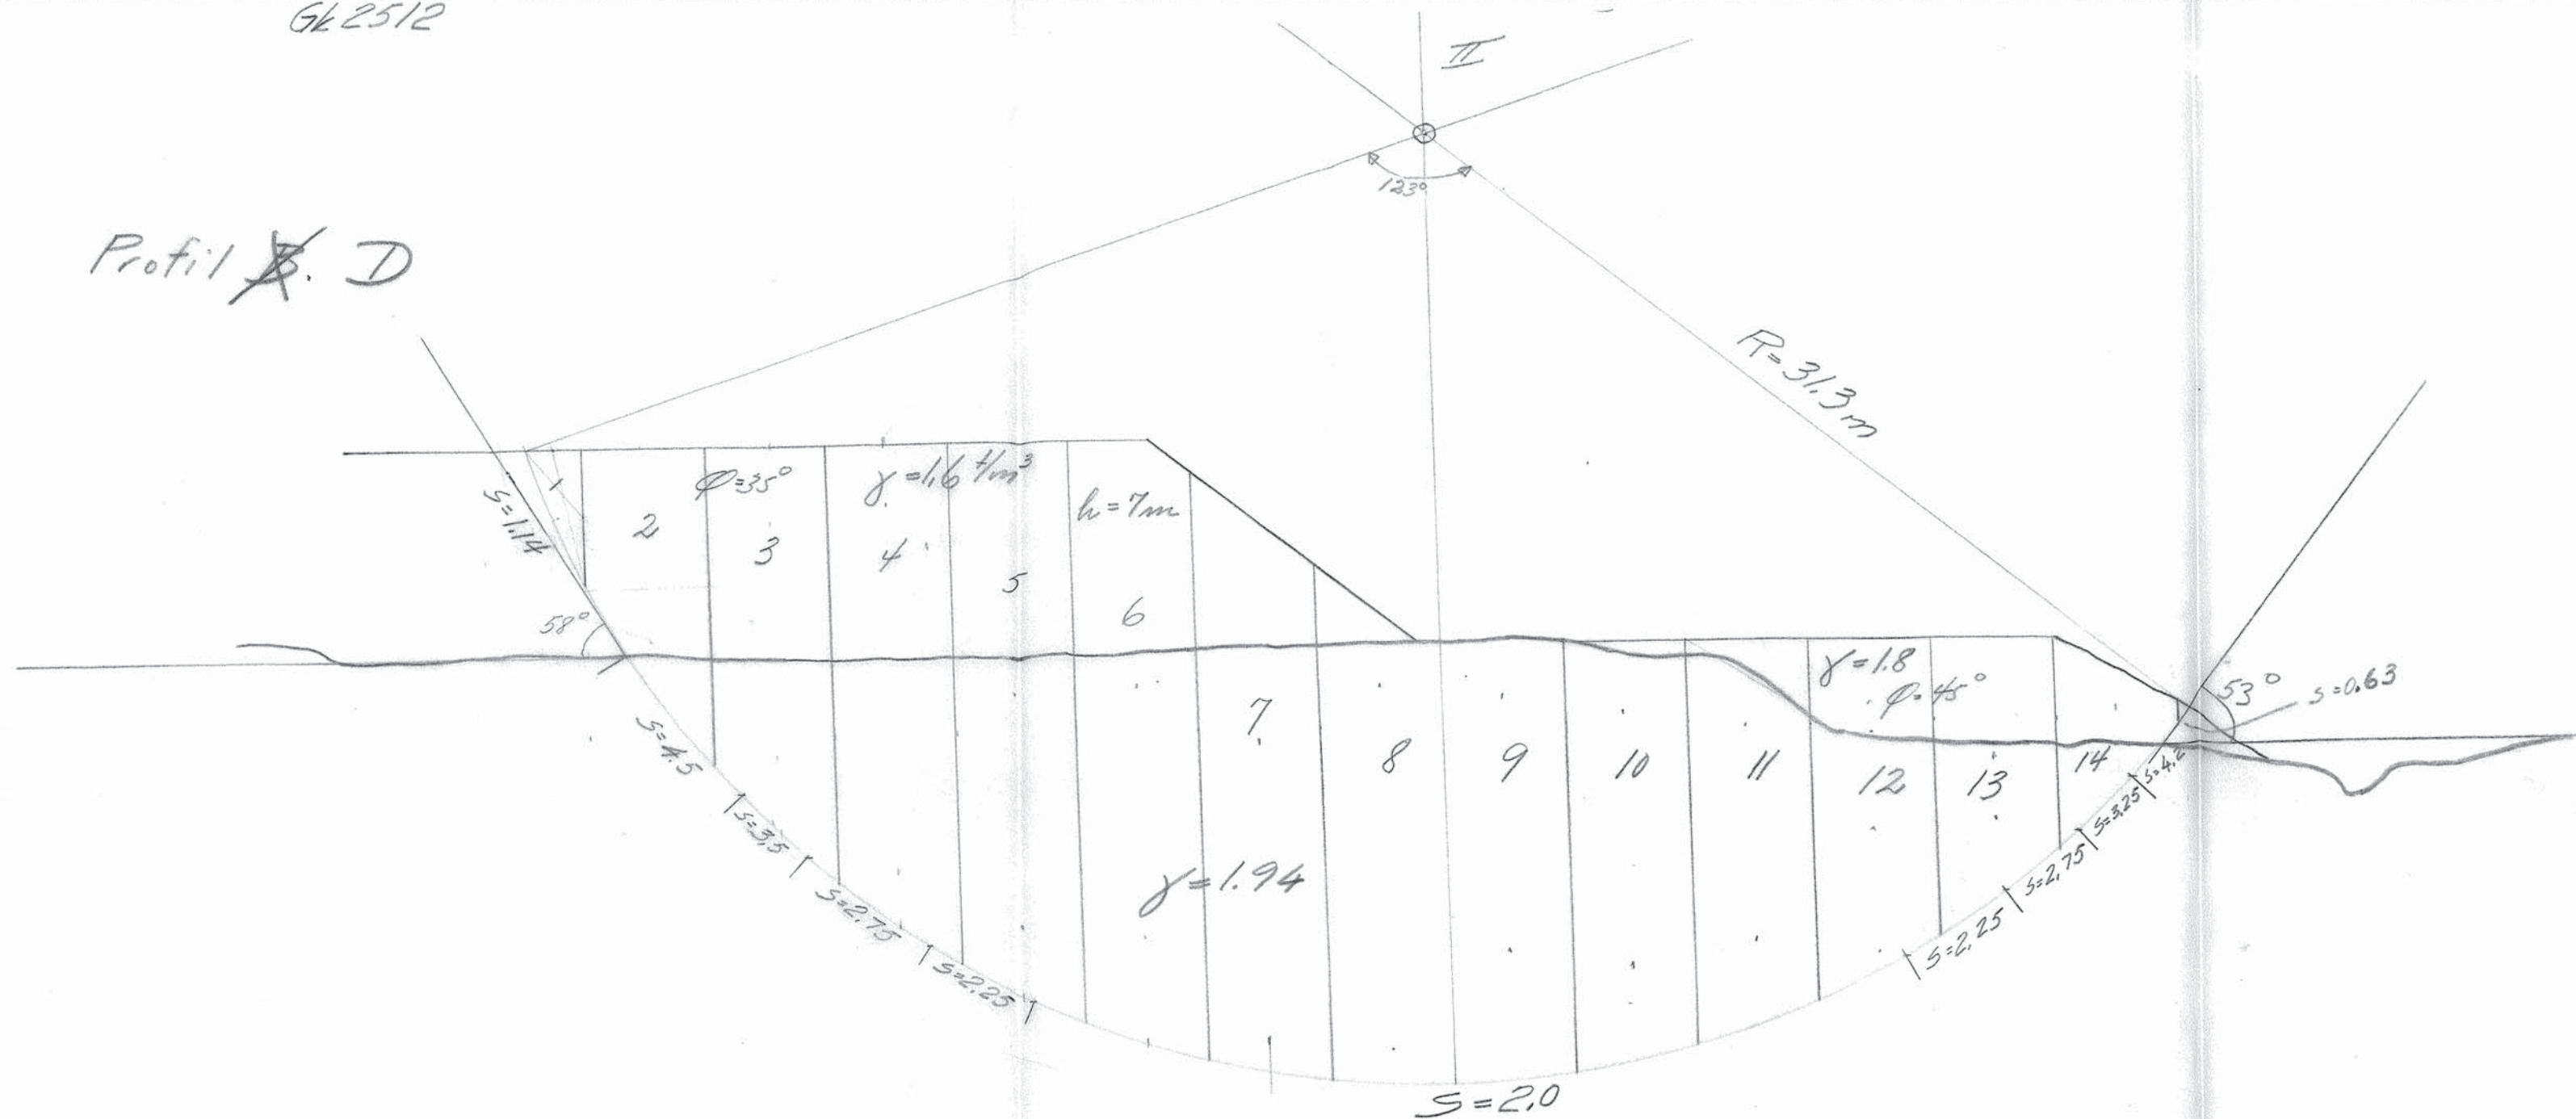 Gk2512
II
123°
Profil D
R=31.3m
φ=35°
γ=1.6 t/m³
h=7m
S=1.14
2
3
4
5
6
58°
γ=1.8
φ=45°
53°
S=0.63
S=4.5
7
8
9
10
11
12
13
14
S=4.2
S=3.5
S=3.25
S=2.75
γ=1.94
S=2.75
S=2.25
S=2.25
S=2.0